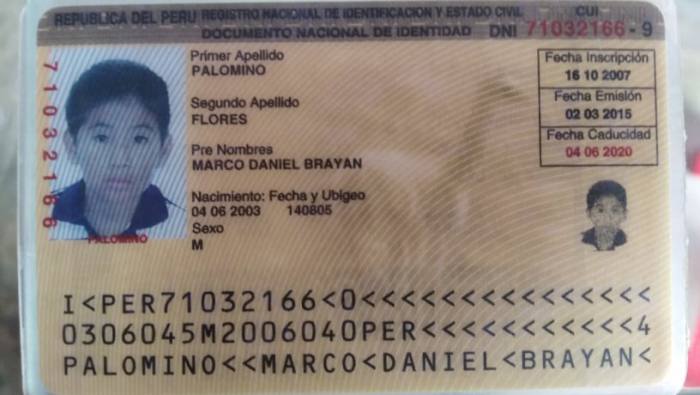 REPUBLICA DEL PERU REGISTRO NACIONAL DE IDENTIFICACION Y ESTADO CIVIL CUI
DOCUMENTO NACIONAL DE IDENTIDAD DNI 71032166 - 9
71032166
Primer Apellido
PALOMINO
Segundo Apellido
FLORES
Pre Nombres
MARCO DANIEL BRAYAN
Nacimiento: Fecha y Ubigeo
04 06 2003 140805
Sexo
M
PALOMINO
Fecha Inscripción
16 10 2007
Fecha Emisión
02 03 2015
Fecha Caducidad
04 06 2020
I<PER71032166<0<<<<<<<<<<<<<<<
0306045M2006040PER<<<<<<<<<<<4
PALOMINO<<MARCO<DANIEL<BRAYAN<